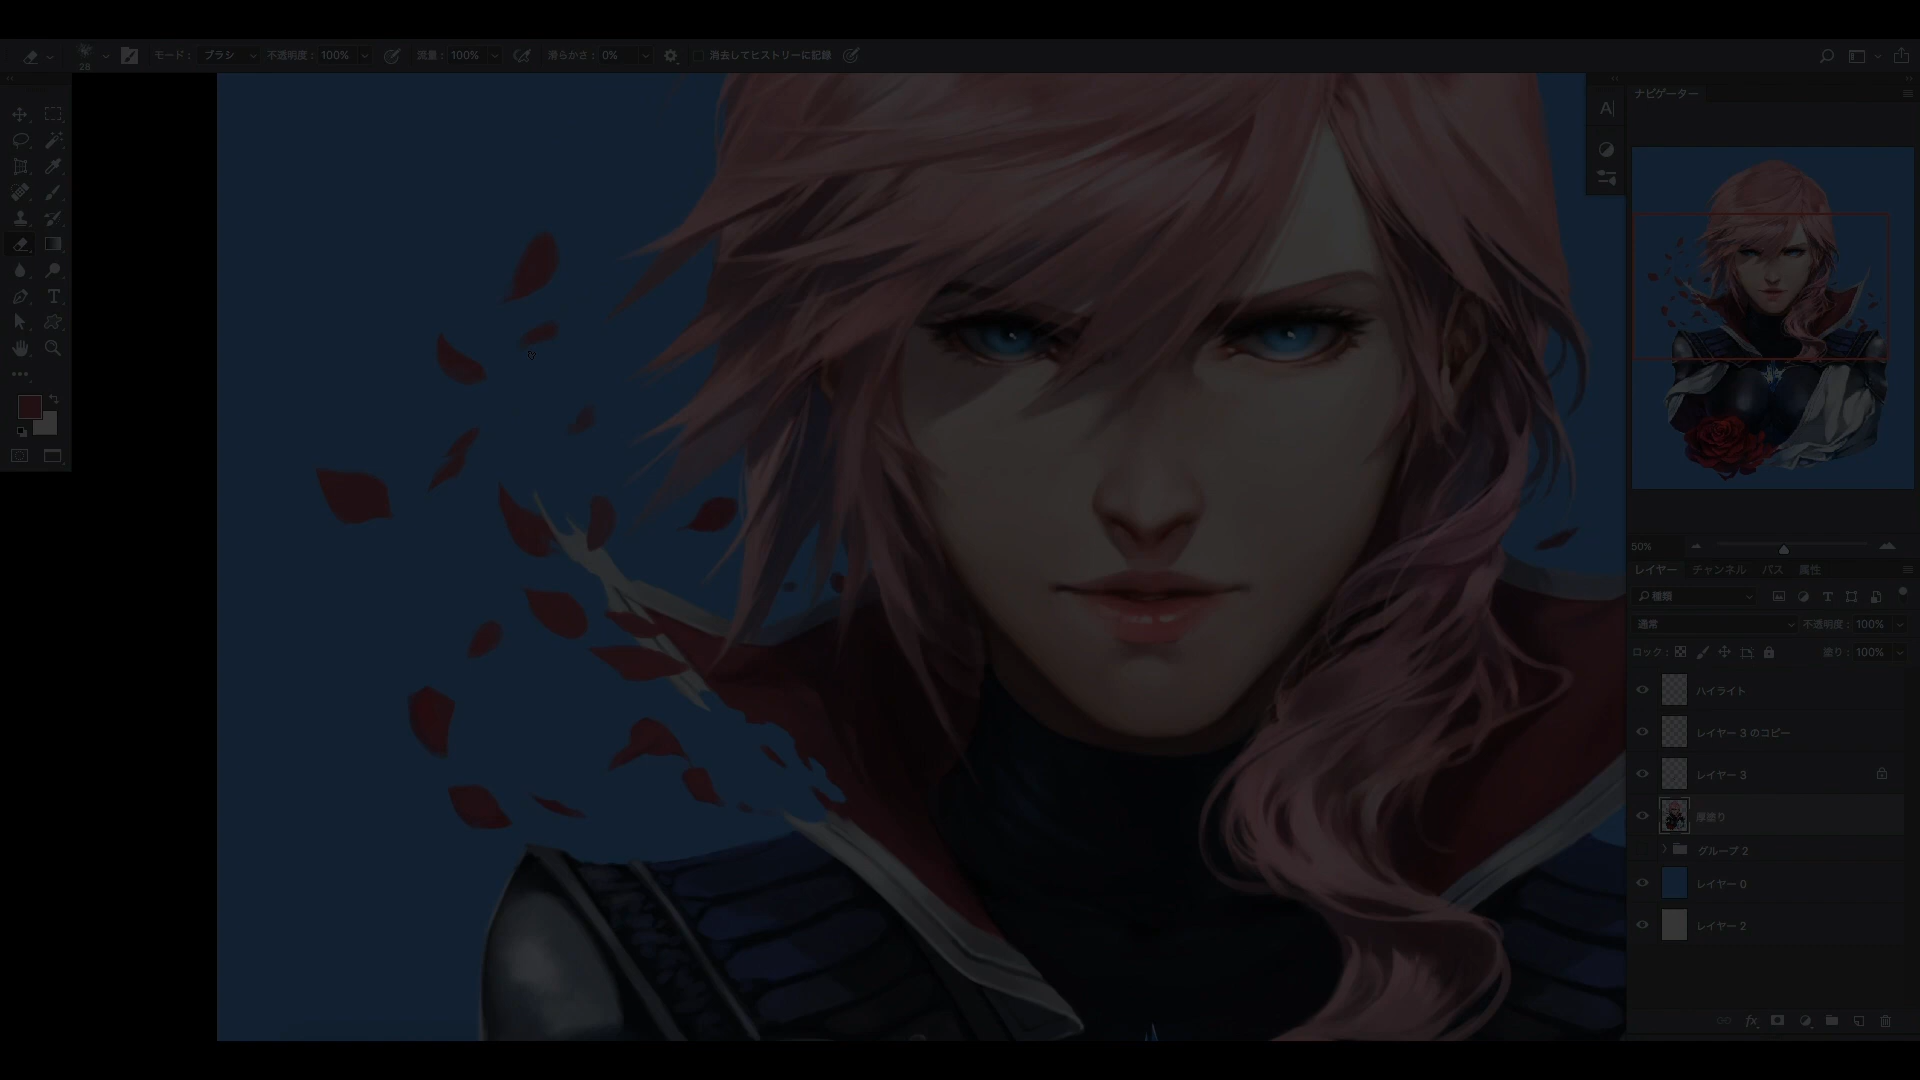 モード： ブラシ 不透明度： 100% 流量： 100% 滑らかさ： 0% 消去してヒストリーに記録
28
ナビゲーター
A
T
50%
レイヤー チャンネル パス 属性
種類
T
通常 不透明度： 100%
ロック： 塗り： 100%
ハイライト
レイヤー 3 のコピー
レイヤー 3
厚塗り
グループ 2
レイヤー 0
レイヤー 2
fx